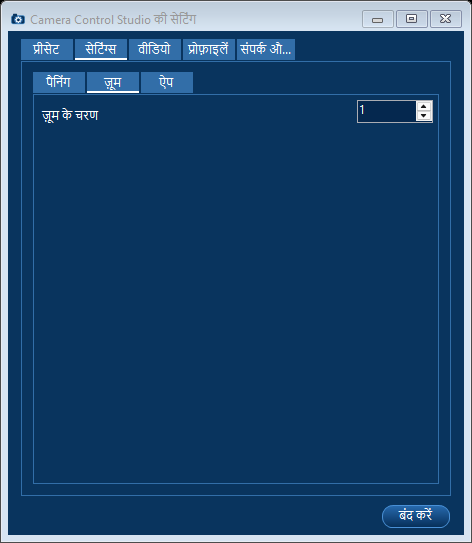 Camera Control Studio की सेटिंग
प्रीसेट सेटिंग्स वीडियो प्रोफ़ाइलें संपर्क औ...
पैनिंग ज़ूम ऐप
ज़ूम के चरण 1
बंद करें